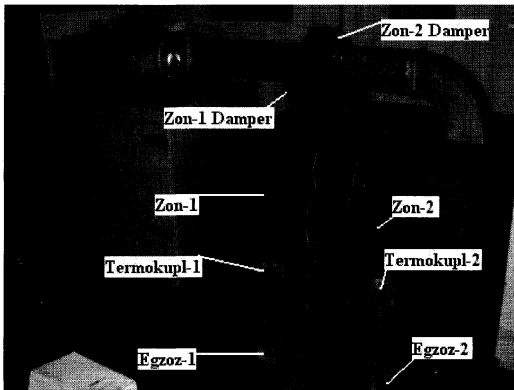 Zon-2 Damper
Zon-1 Damper
Zon-1
Zon-2
Termokupl-1
Termokupl-2
Egzoz-1
Egzoz-2